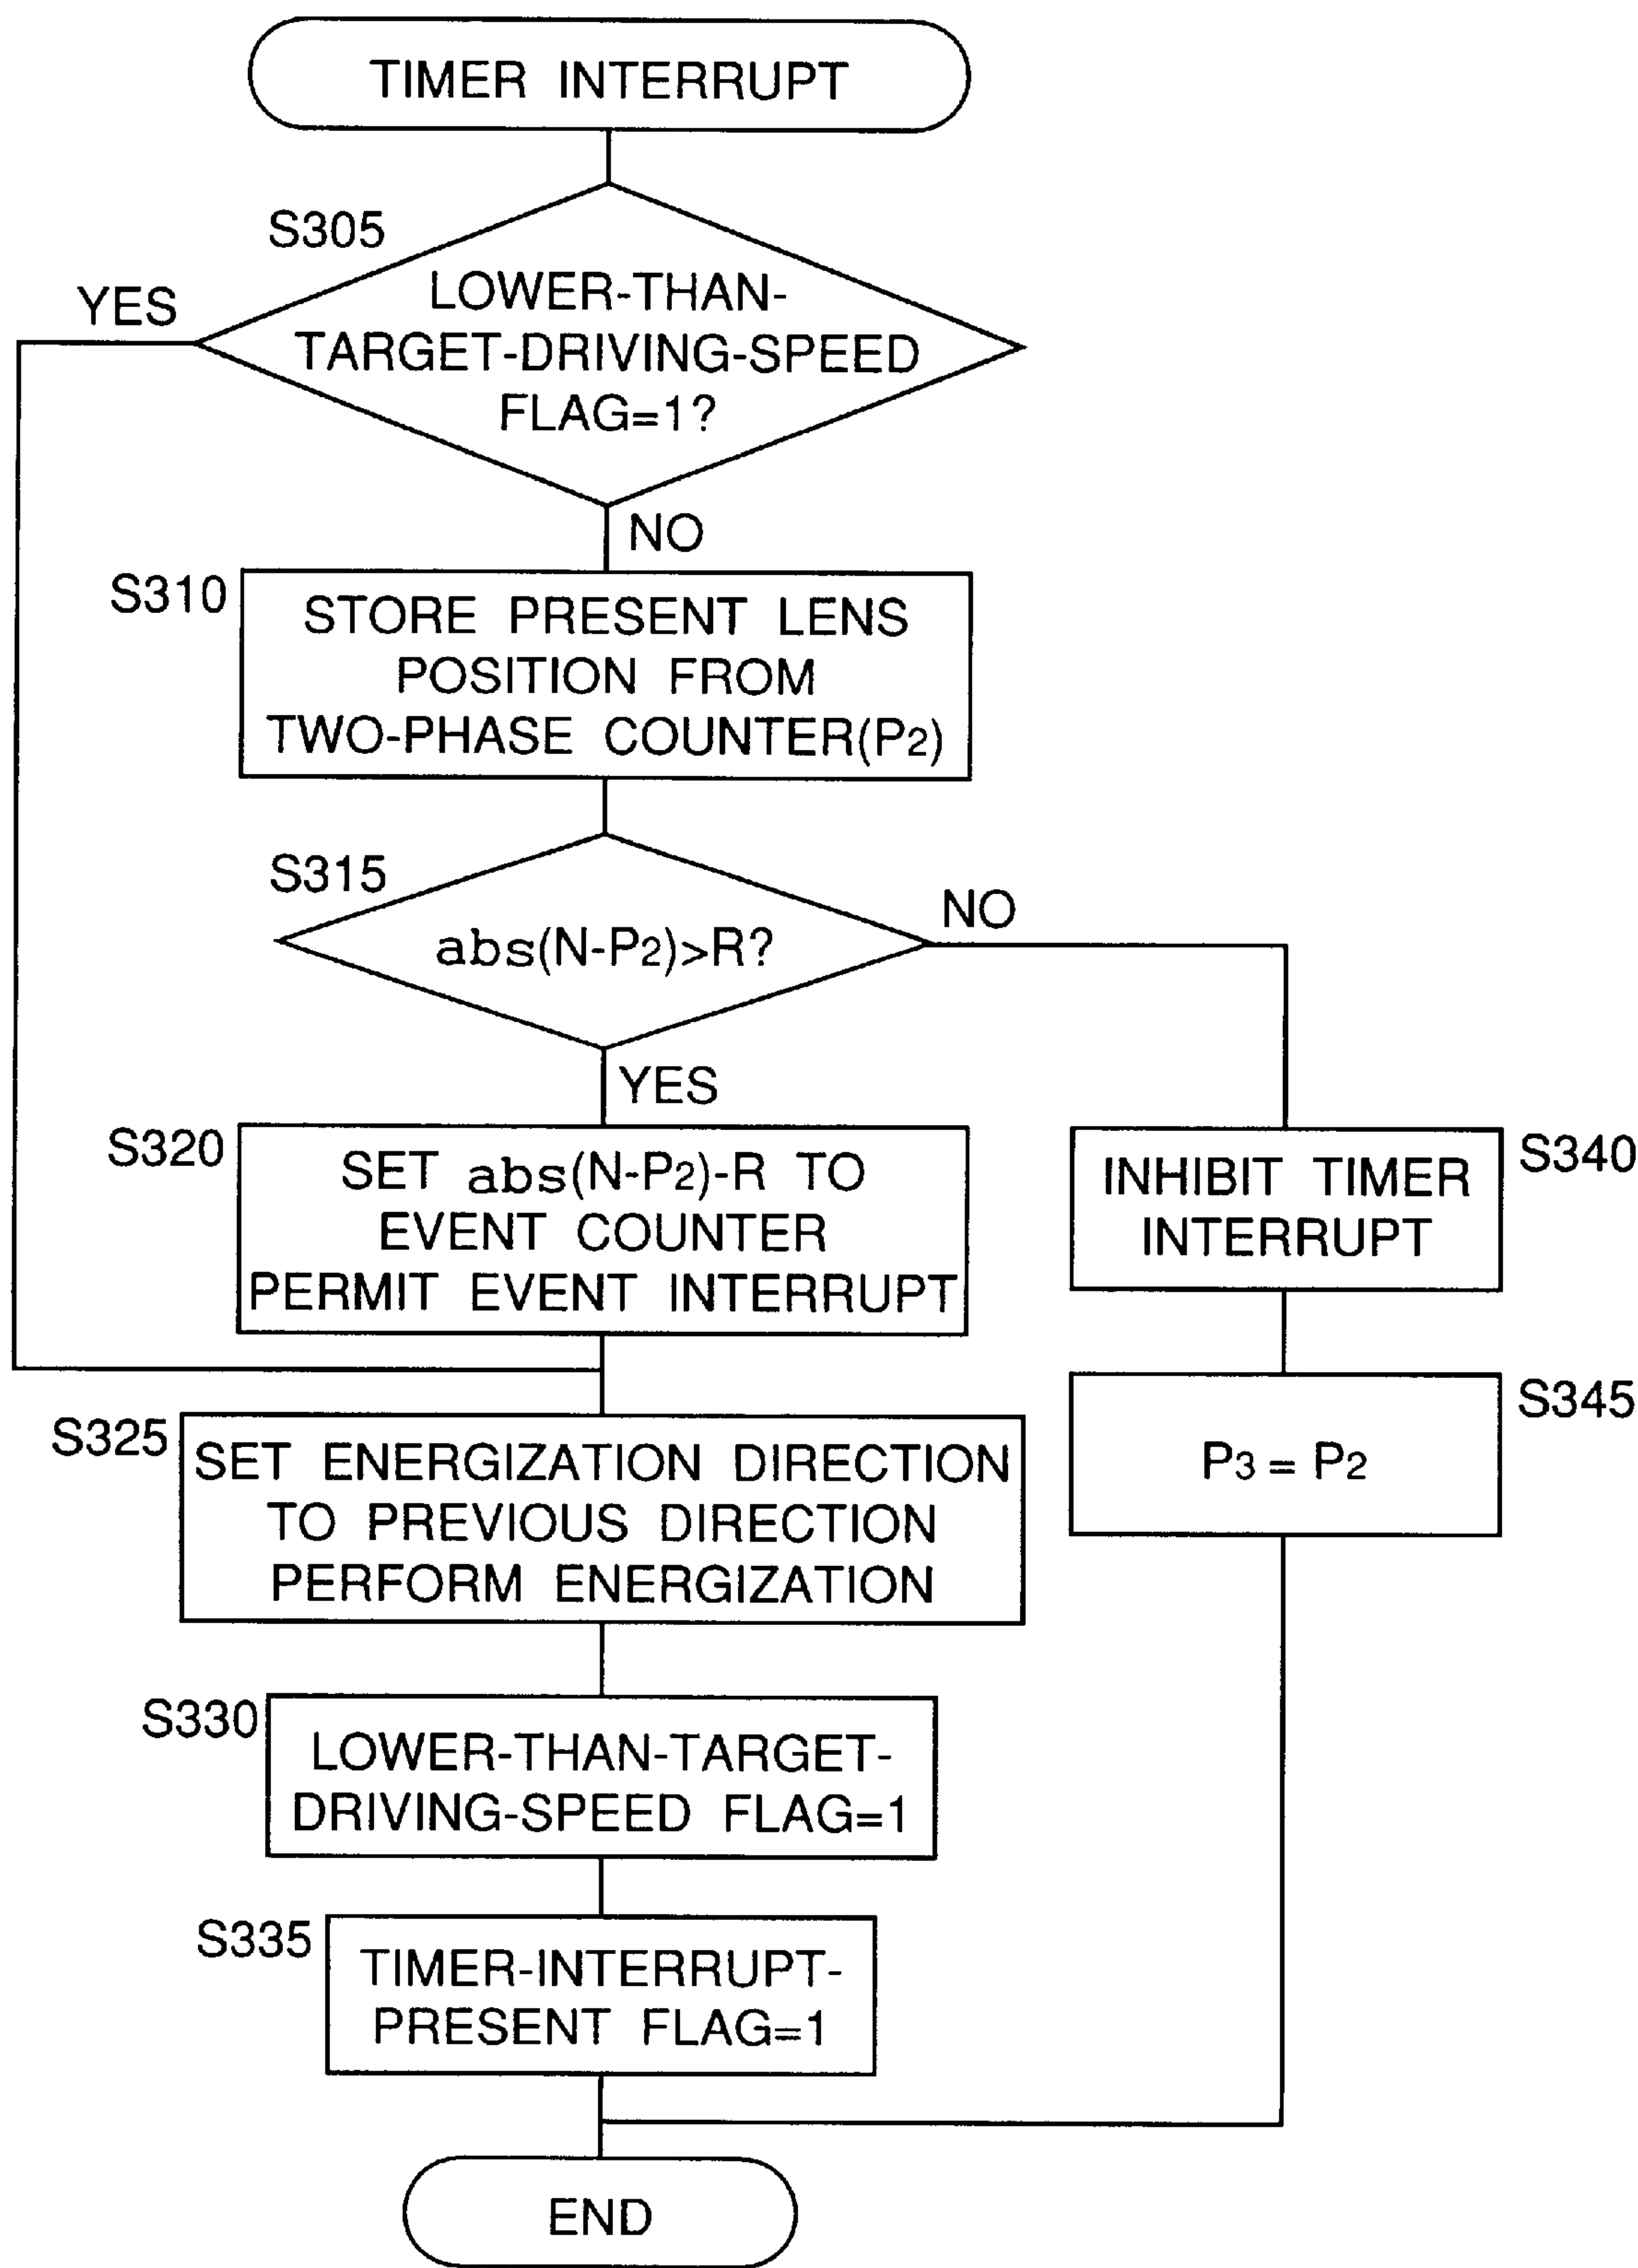 TIMER INTERRUPT
S305
YES
LOWER-THAN-
TARGET-DRIVING-SPEED
FLAG=1?
NO
S310
STORE PRESENT LENS
POSITION FROM
TWO-PHASE COUNTER(P2)
S315
NO
abs(N-P2)>R?
YES
S320
SET abs(N-P2)-R TO
EVENT COUNTER
PERMIT EVENT INTERRUPT
S340
INHIBIT TIMER
INTERRUPT
S325
SET ENERGIZATION DIRECTION
TO PREVIOUS DIRECTION
PERFORM ENERGIZATION
S345
P3 = P2
S330
LOWER-THAN-TARGET-
DRIVING-SPEED FLAG=1
S335
TIMER-INTERRUPT-
PRESENT FLAG=1
END